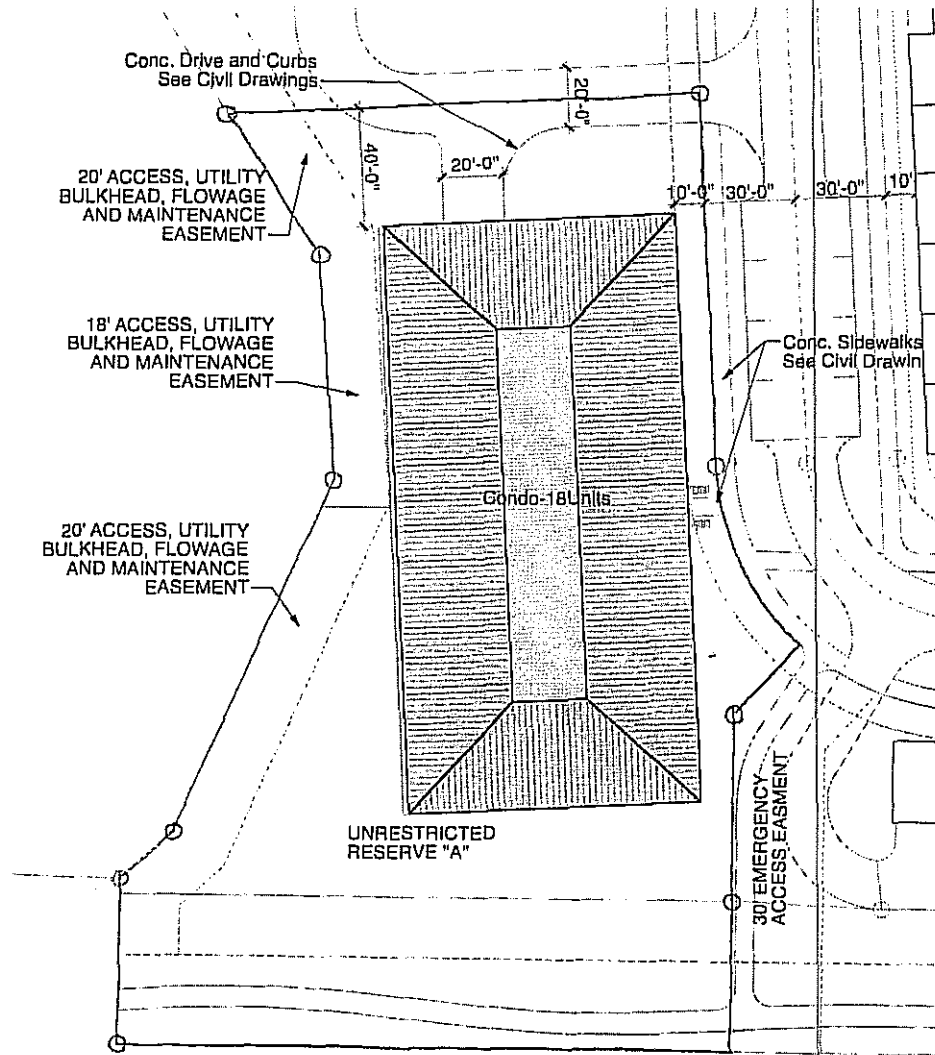 Conc. Drive and Curbs
See Civil Drawings
20'-0"
40'-0"
20'-0"
10'-0"
30'-0"
30'-0"
10'
20' ACCESS, UTILITY
BULKHEAD, FLOWAGE
AND MAINTENANCE
EASEMENT
18' ACCESS, UTILITY
BULKHEAD, FLOWAGE
AND MAINTENANCE
EASEMENT
Conc. Sidewalks
See Civil Drawin
Condo-18Units
20' ACCESS, UTILITY
BULKHEAD, FLOWAGE
AND MAINTENANCE
EASEMENT
UNRESTRICTED
RESERVE "A"
30' EMERGENCY
ACCESS EASMENT